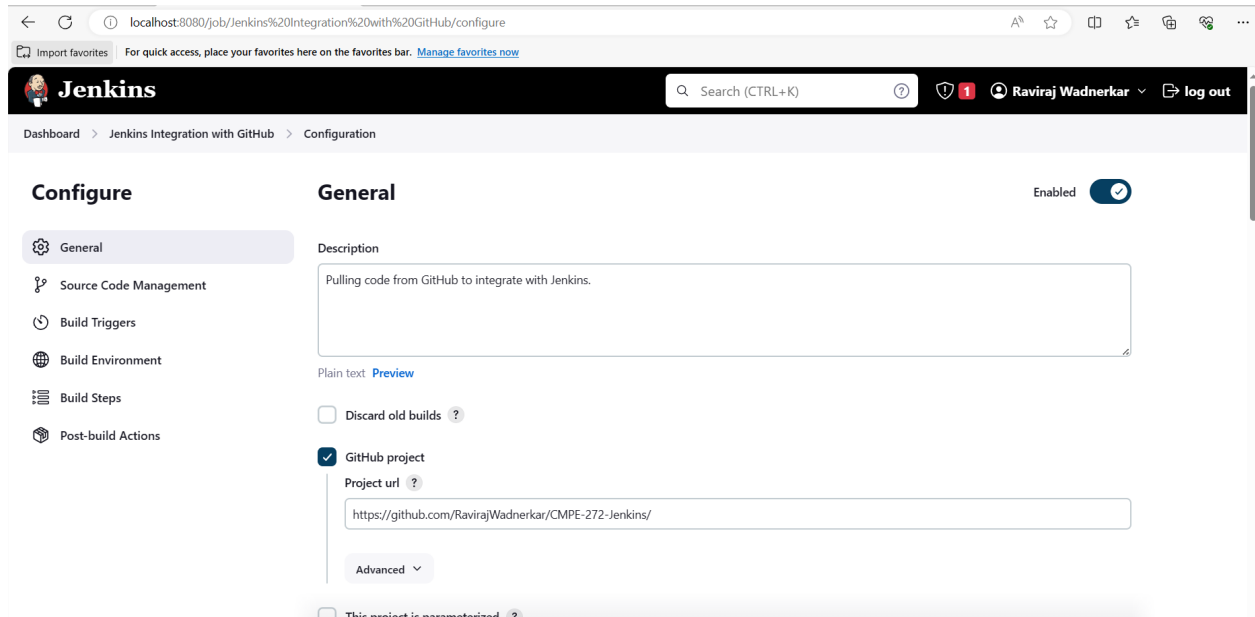 localhost:8080/job/Jenkins%20Integration%20with%20GitHub/configure
Import favorites For quick access, place your favorites here on the favorites bar. Manage favorites now
Jenkins Search (CTRL+K) ? 1 Raviraj Wadnerkar log out
Dashboard > Jenkins Integration with GitHub > Configuration
Configure
General
Source Code Management
Build Triggers
Build Environment
Build Steps
Post-build Actions
General Enabled
Description
Pulling code from GitHub to integrate with Jenkins.
Plain text Preview
Discard old builds ?
GitHub project
Project url ?
https://github.com/RavirajWadnerkar/CMPE-272-Jenkins/
Advanced
This project is parameterized ?